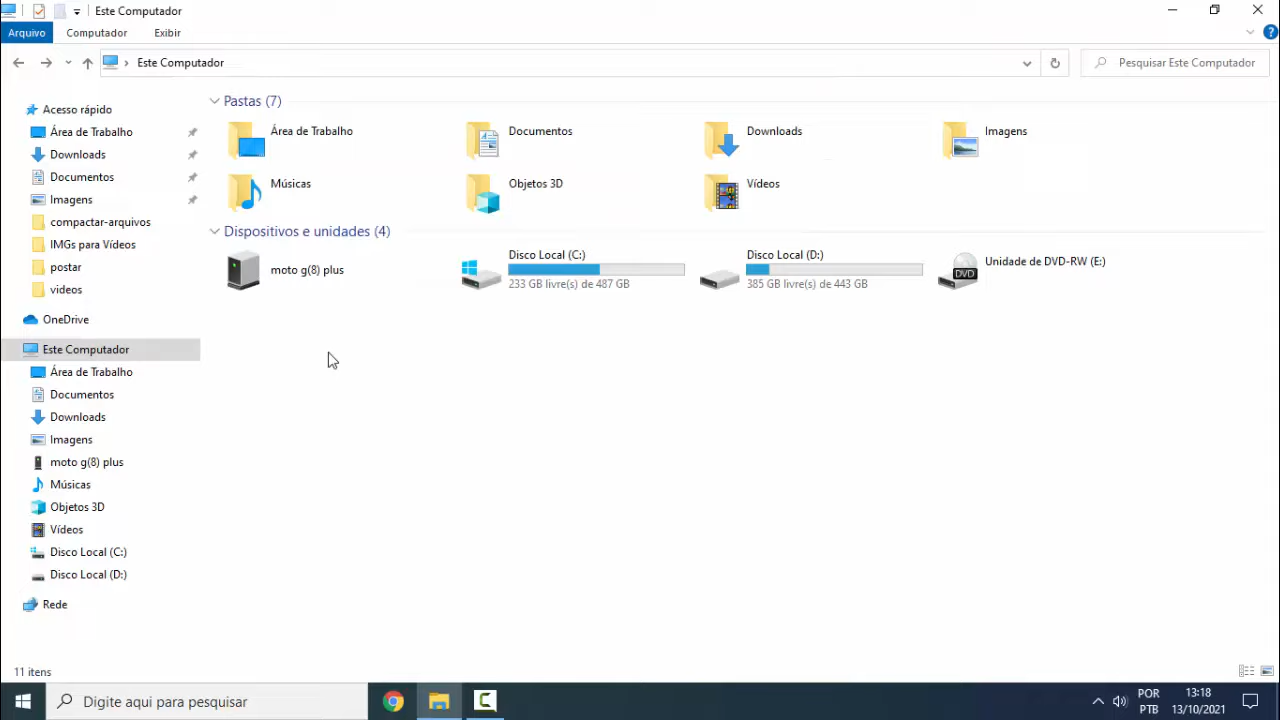 Este Computador
Arquivo Computador Exibir
Este Computador
Pesquisar Este Computador
Acesso rápido
Área de Trabalho
Downloads
Documentos
Imagens
compactar-arquivos
IMGs para Vídeos
postar
videos
OneDrive
Este Computador
Área de Trabalho
Documentos
Downloads
Imagens
moto g(8) plus
Músicas
Objetos 3D
Vídeos
Disco Local (C:)
Disco Local (D:)
Rede
Pastas (7)
Área de Trabalho
Documentos
Downloads
Imagens
Músicas
Objetos 3D
Vídeos
Dispositivos e unidades (4)
moto g(8) plus
Disco Local (C:)
233 GB livre(s) de 487 GB
Disco Local (D:)
385 GB livre(s) de 443 GB
DVD
Unidade de DVD-RW (E:)
11 itens
Digite aqui para pesquisar
POR
PTB
13:18
13/10/2021